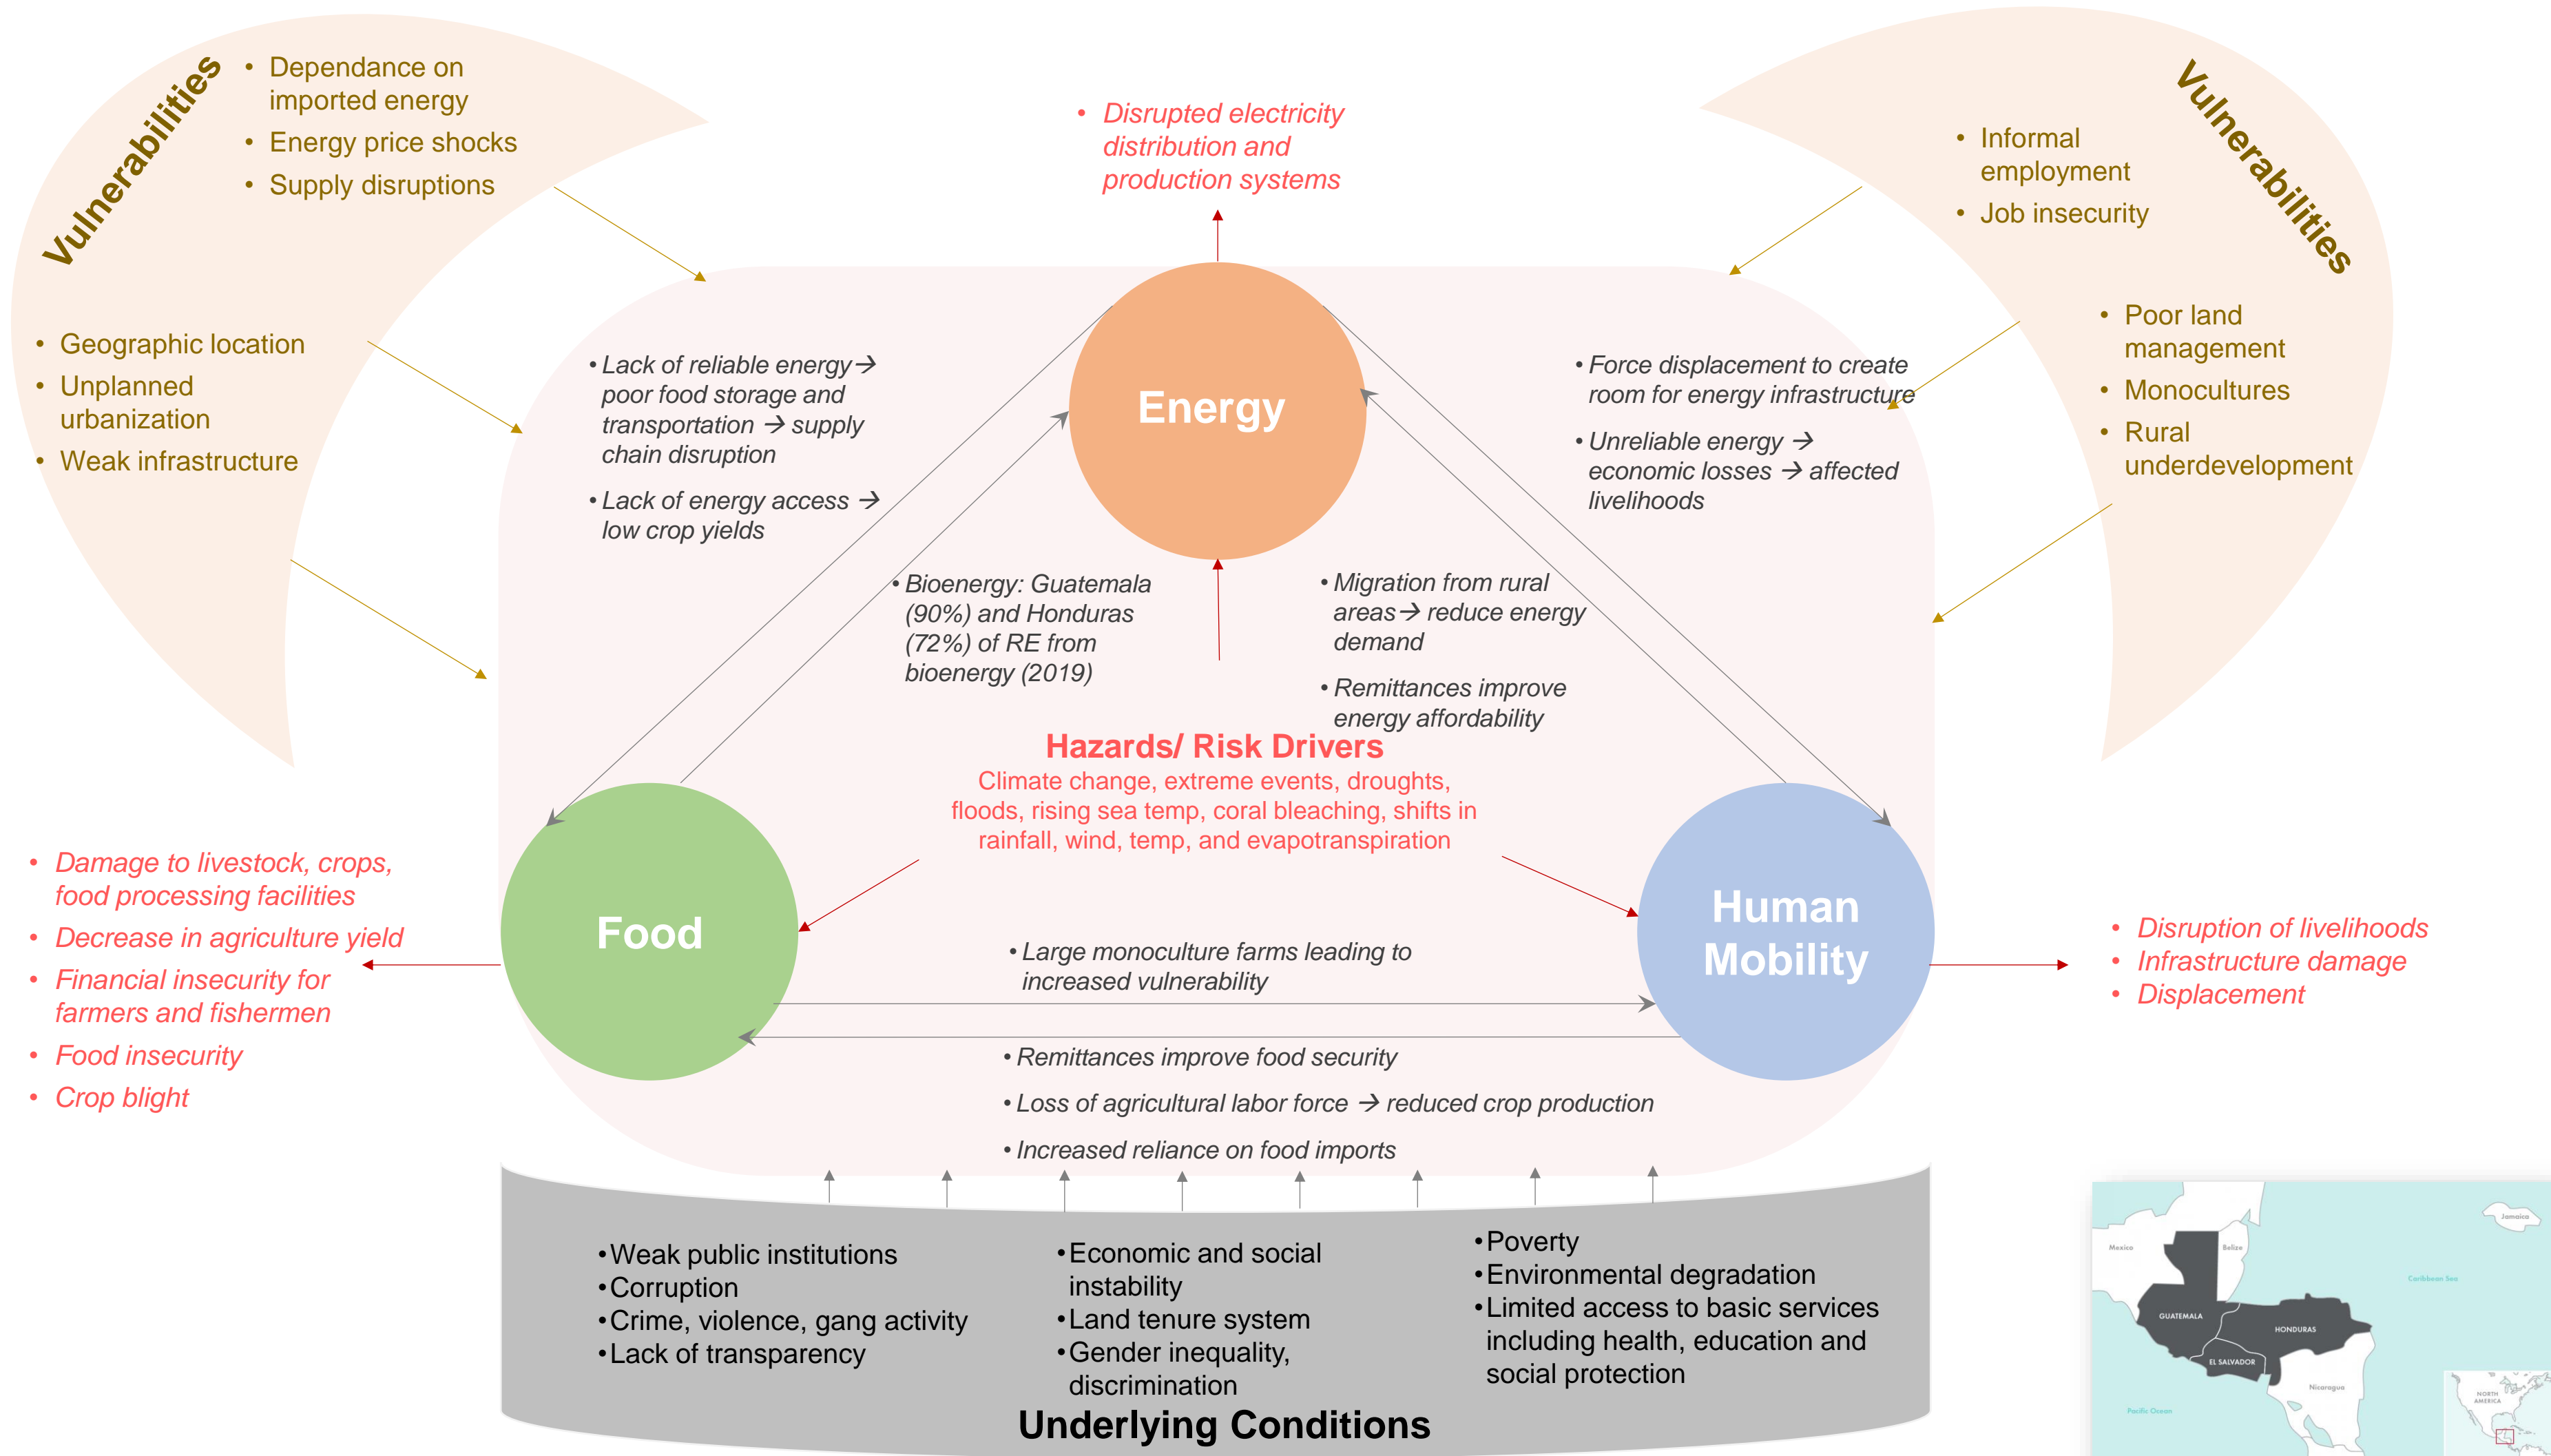 Vulnerabilities
• Dependance on
imported energy
• Energy price shocks
• Supply disruptions
• Geographic location
• Unplanned
urbanization
• Weak infrastructure
• Disrupted electricity
distribution and
production systems
Vulnerabilities
• Informal
employment
• Job insecurity
• Poor land
management
• Monocultures
• Rural
underdevelopment
• Lack of reliable energy→
poor food storage and
transportation → supply
chain disruption
• Lack of energy access →
low crop yields
Energy
• Force displacement to create
room for energy infrastructure
• Unreliable energy →
economic losses → affected
livelihoods
• Bioenergy: Guatemala
(90%) and Honduras
(72%) of RE from
bioenergy (2019)
• Migration from rural
areas→ reduce energy
demand
• Remittances improve
energy affordability
Hazards/ Risk Drivers
Climate change, extreme events, droughts,
floods, rising sea temp, coral bleaching, shifts in
rainfall, wind, temp, and evapotranspiration
• Damage to livestock, crops,
food processing facilities
• Decrease in agriculture yield
• Financial insecurity for
farmers and fishermen
• Food insecurity
• Crop blight
Food
Human
Mobility
• Disruption of livelihoods
• Infrastructure damage
• Displacement
• Large monoculture farms leading to
increased vulnerability
• Remittances improve food security
• Loss of agricultural labor force → reduced crop production
• Increased reliance on food imports
• Weak public institutions
• Corruption
• Crime, violence, gang activity
• Lack of transparency
• Economic and social
instability
• Land tenure system
• Gender inequality,
discrimination
• Poverty
• Environmental degradation
• Limited access to basic services
including health, education and
social protection
Underlying Conditions
Jamaica
Mexico
Belize
Caribbean Sea
GUATEMALA
HONDURAS
EL SALVADOR
Nicaragua
Pacific Ocean
NORTH
AMERICA